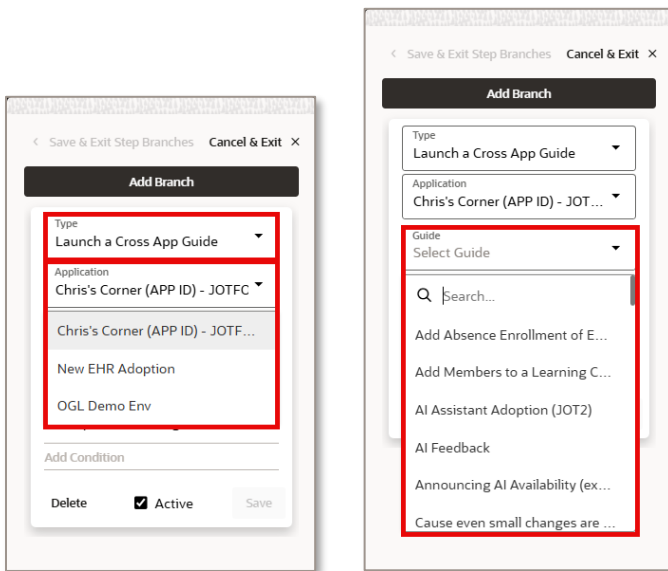 Save & Exit Step Branches Cancel & Exit
Add Branch
Type
Launch a Cross App Guide
Application
Chris's Corner (APP ID) - JOTFC
Chris's Corner (APP ID) - JOTF...
New EHR Adoption
OGL Demo Env
Add Condition
Delete
Active
Save
Save & Exit Step Branches Cancel & Exit
Add Branch
Type
Launch a Cross App Guide
Application
Chris's Corner (APP ID) - JOT...
Guide
Select Guide
Search...
Add Absence Enrollment of E...
Add Members to a Learning C...
AI Assistant Adoption (JOT2)
AI Feedback
Announcing AI Availability (ex...
Cause even small changes are ...